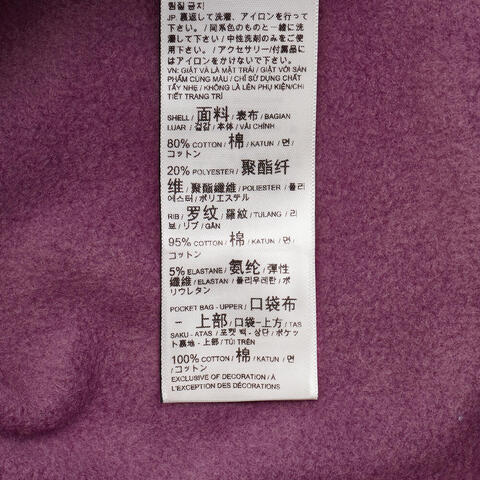 뒴질 금지
JP. 裏返して洗濯、アイロンを行って
下さい。/ 同系色のものと一緒に洗
濯して下さい / 中性洗剤のみをご使
用下さい。/ アクセサリー/付属品に
はアイロンをかけないで下さい。
VN: GIẶT VÀ LÀ MẶT TRÁI / GIẶT VỚI SẢN
PHẨM CÙNG MÀU / CHỈ SỬ DỤNG CHẤT
TẨY NHẸ / KHÔNG LÀ LÊN PHỤ KIỆN/CHI
TIẾT TRANG TRÍ
SHELL / 面料 / 表布 / BAGIAN
LUAR / 겉감 / 本体 / VẢI CHÍNH
80% COTTON / 棉 / KATUN / 면
/ コットン
20% POLYESTER / 聚酯纤
维 / 聚酯纖維 / POLIESTER / 폴리
에스터 / ポリエステル
RIB / 罗纹 / 羅紋 / TULANG / 리
브 / リブ / GÂN
95% COTTON / 棉 / KATUN / 면 /
コットン
5% ELASTANE / 氨纶 / 彈性
纖維 / ELASTAN / 폴리우레탄 / ポ
リウレタン
POCKET BAG - UPPER / 口袋布
- 上部 / 口袋-上方 / TAS
SAKU - ATAS / 포켓 백 - 상단 / ポケッ
ト裏地 - 上部 / TÚI TRÊN
100% COTTON / 棉 / KATUN / 면
/ コットン
EXCLUSIVE OF DECORATION / À
L'EXCEPTION DES DÉCORATIONS